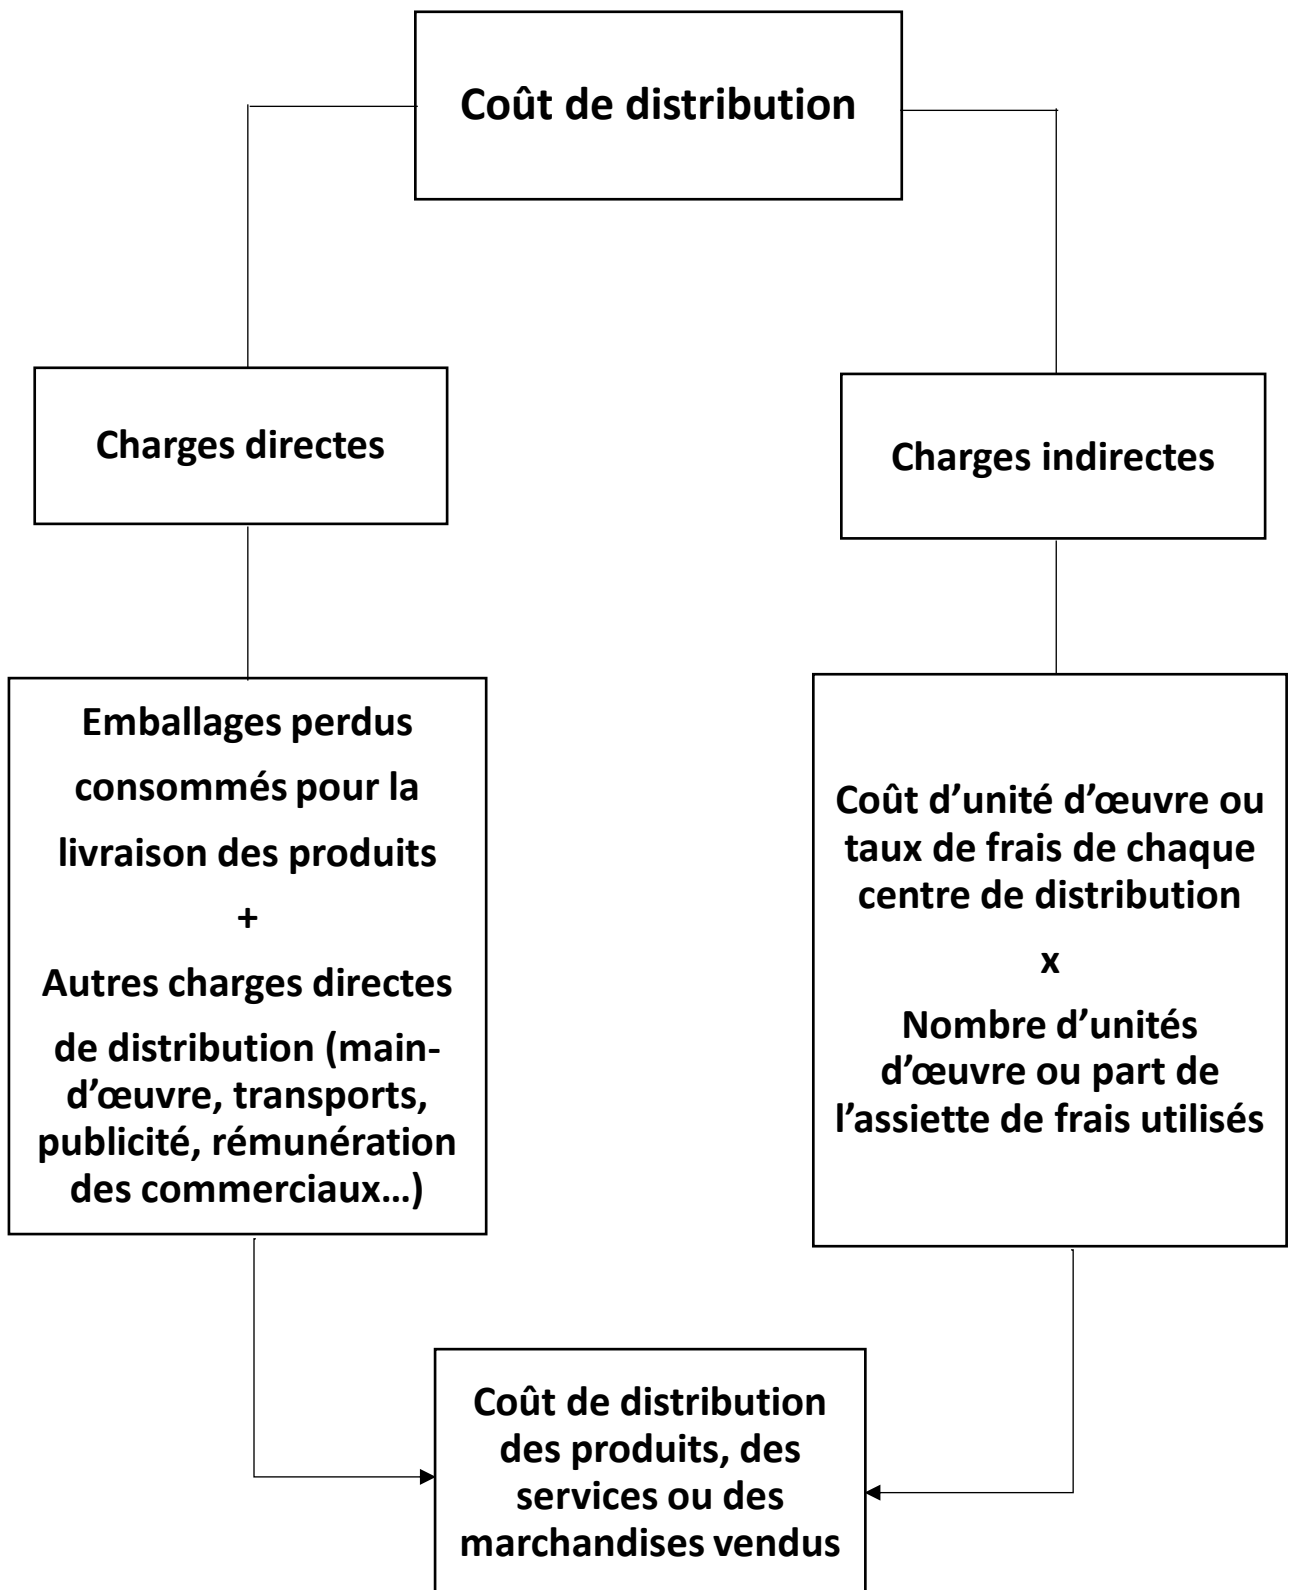 Coût de distribution
Charges directes
Charges indirectes
Emballages perdus
consommés pour la
livraison des produits
+
Autres charges directes
de distribution (main-
d’œuvre, transports,
publicité, rémunération
des commerciaux…)
Coût d’unité d’œuvre ou
taux de frais de chaque
centre de distribution
x
Nombre d’unités
d’œuvre ou part de
l’assiette de frais utilisés
Coût de distribution
des produits, des
services ou des
marchandises vendus